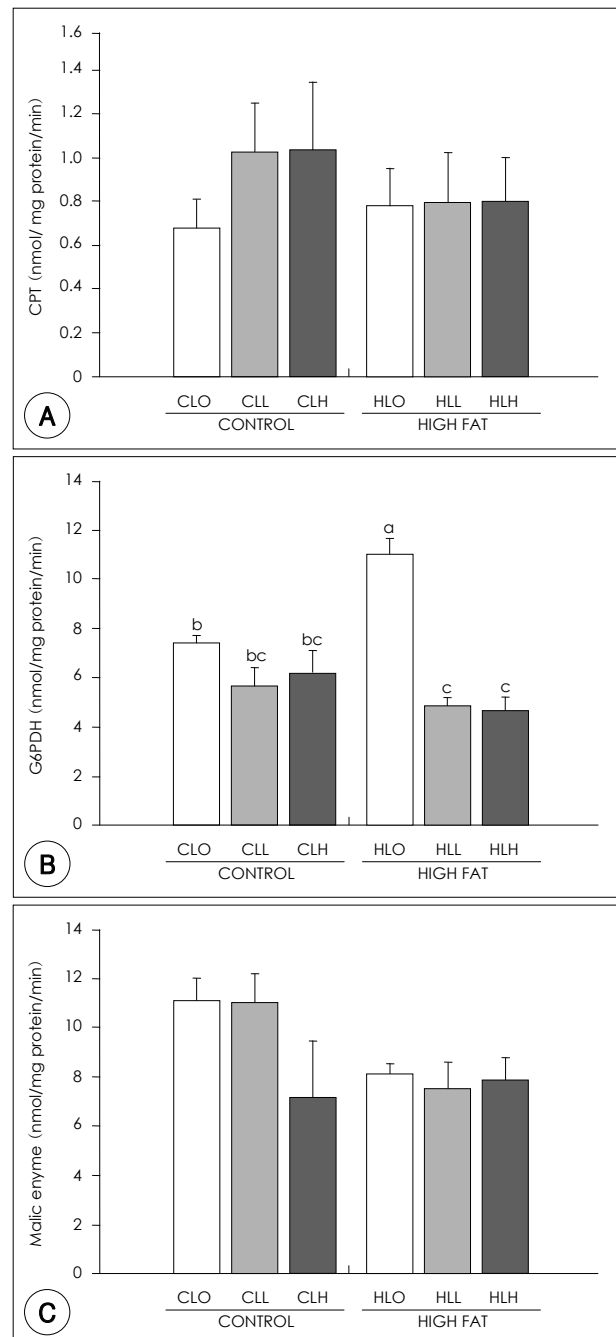 1.6
1.4
1.2
1.0
0.8
0.6
0.4
0.2
0
CPT (nmol/ mg protein/min)
CLO CLL CLH HLO HLL HLH
CONTROL HIGH FAT
A
14
12
10
8
6
4
2
0
G6PDH (nmol/mg protein/min)
b bc bc a c c
CLO CLL CLH HLO HLL HLH
CONTROL HIGH FAT
B
14
12
10
8
6
4
2
0
Malic enyme (nmol/mg protein/min)
CLO CLL CLH HLO HLL HLH
CONTROL HIGH FAT
C